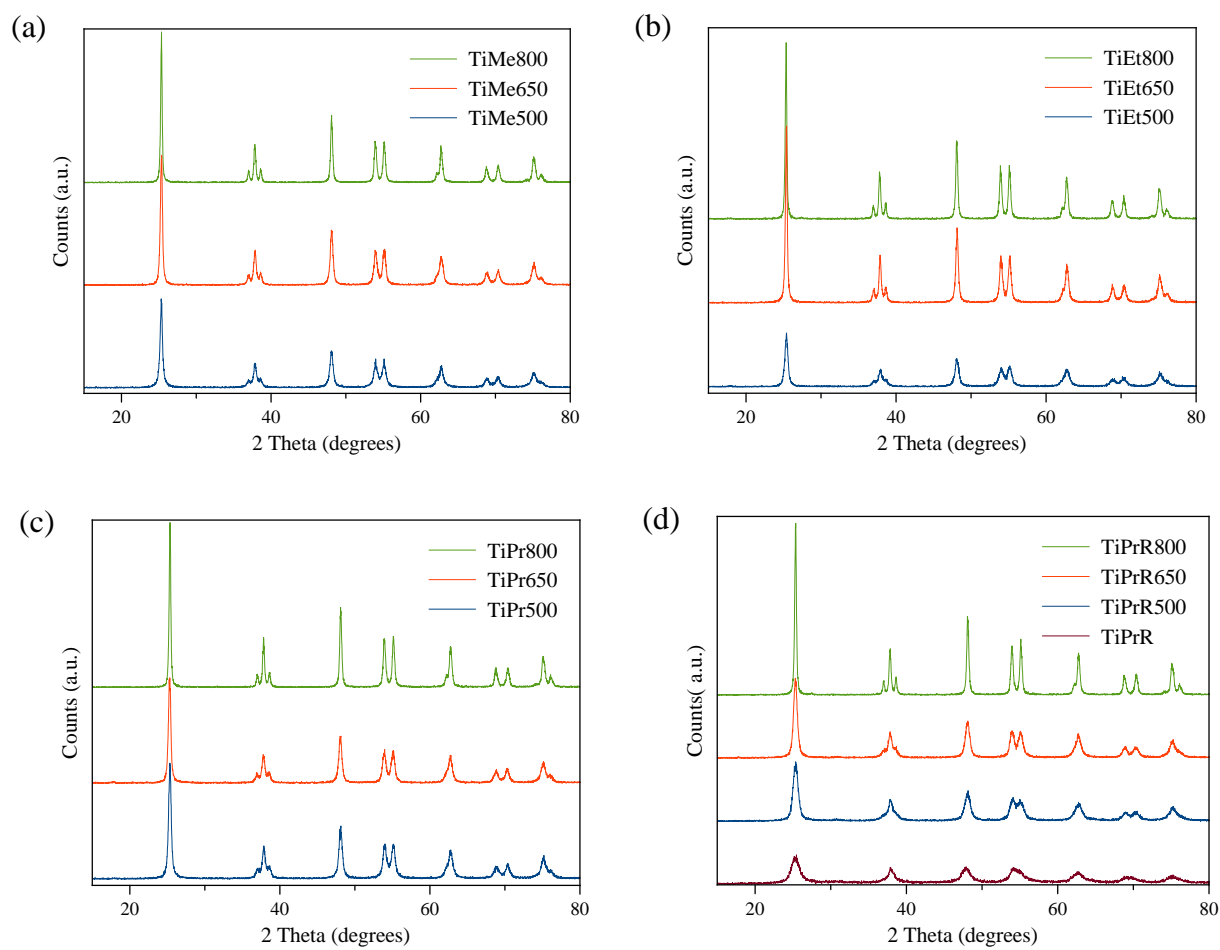 (a)
TiMe800
TiMe650
TiMe500
Counts (a.u.)
20 40 60 80
2 Theta (degrees)
(b)
TiEt800
TiEt650
TiEt500
Counts (a.u.)
20 40 60 80
2 Theta (degrees)
(c)
TiPr800
TiPr650
TiPr500
Counts (a.u.)
20 40 60 80
2 Theta (degrees)
(d)
TiPrR800
TiPrR650
TiPrR500
TiPrR
Counts( a.u.)
20 40 60 80
2 Theta (degrees)